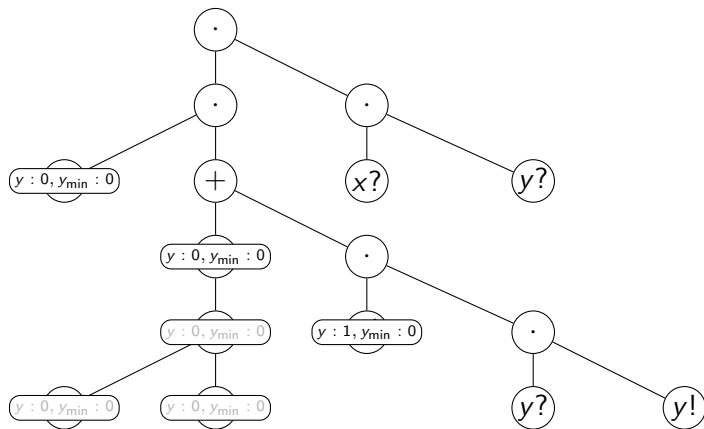 ·
· ·
y : 0, y_min : 0 + x? y?
y : 0, y_min : 0 ·
y : 0, y_min : 0 y : 1, y_min : 0 ·
y : 0, y_min : 0 y : 0, y_min : 0 y? y!